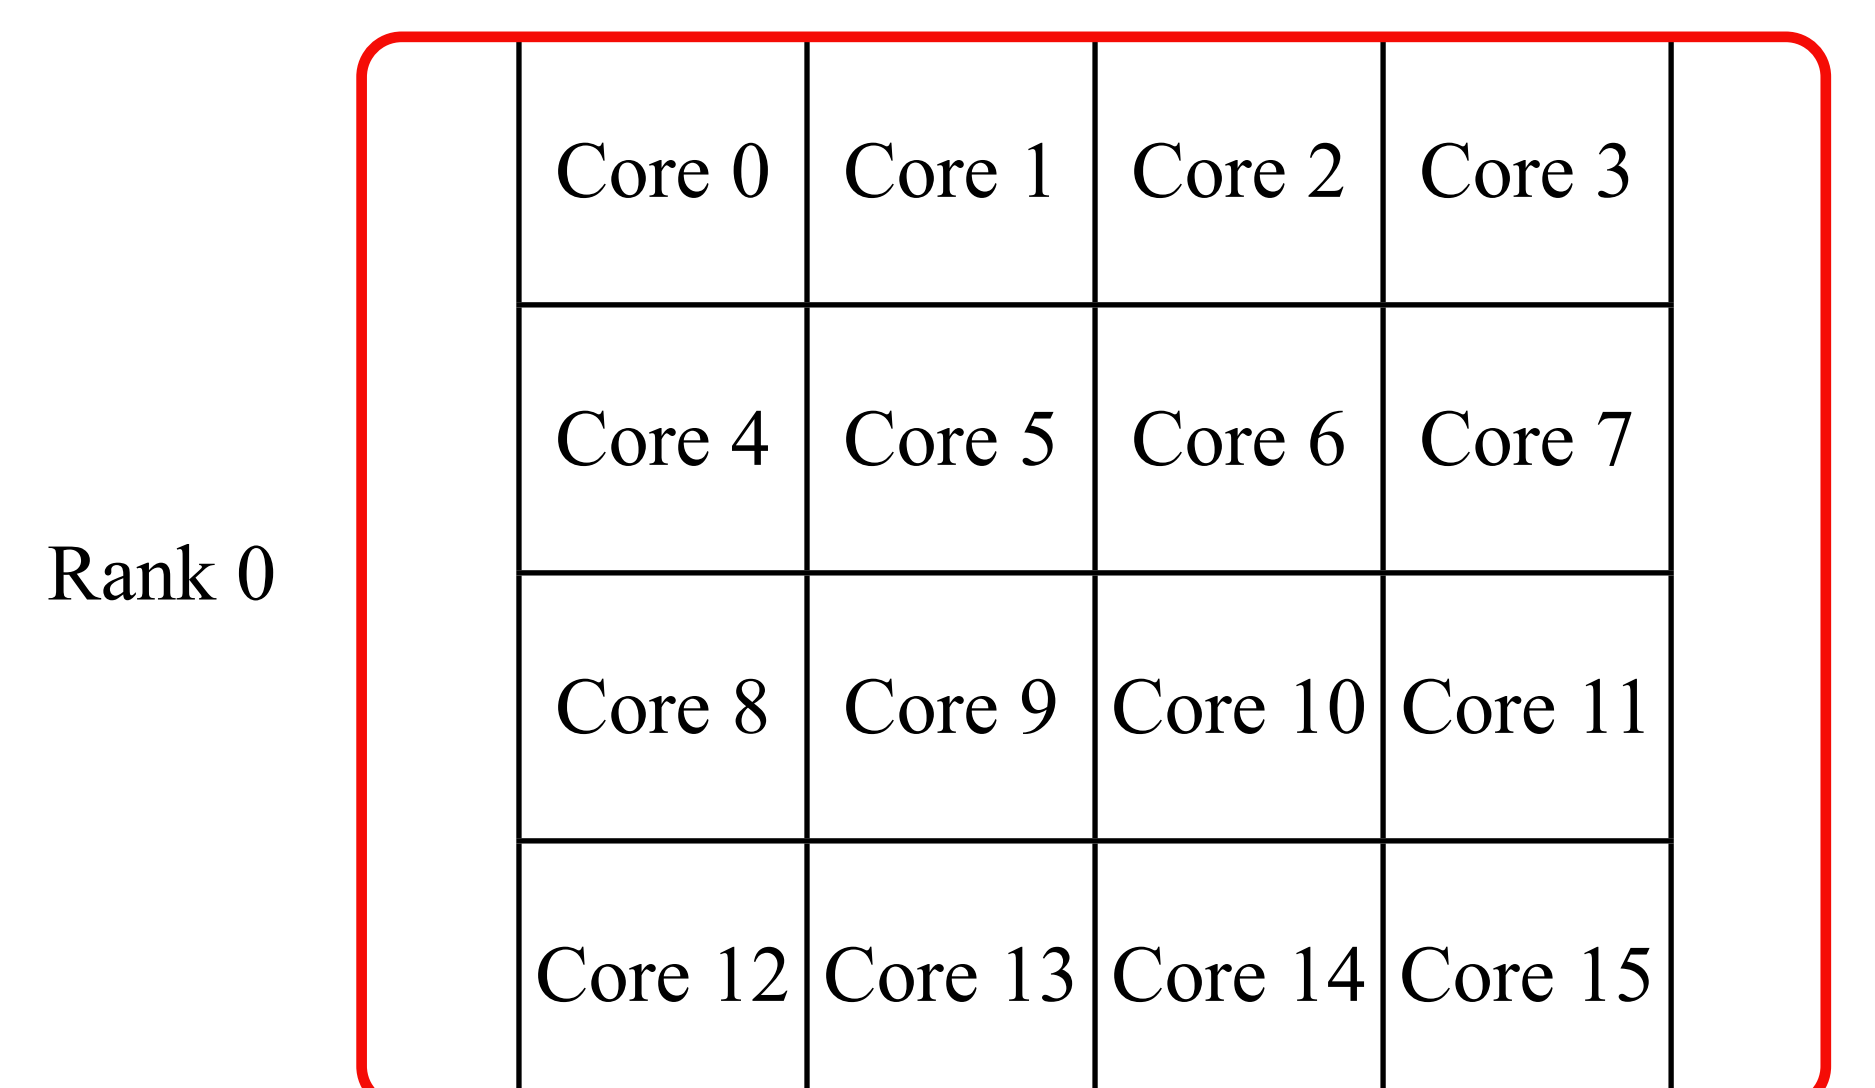 Core 0 Core 1 Core 2 Core 3
Core 4 Core 5 Core 6 Core 7
Rank 0
Core 8 Core 9 Core 10 Core 11
Core 12 Core 13 Core 14 Core 15